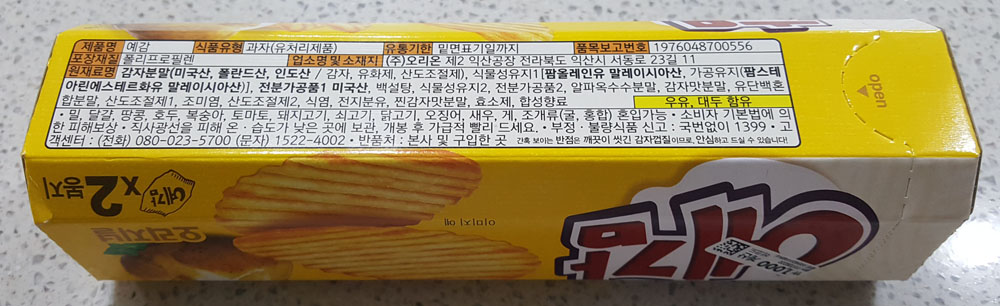 제품명 예감 식품유형 과자(유처리제품) 유통기한 밑면표기일까지 품목보고번호 1976048700556
포장재질 폴리프로필렌 업소명 및 소재지 (주)오리온 제2 익산공장 전라북도 익산시 서동로 23길 11
원재료명 감자분말(미국산, 폴란드산, 인도산 / 감자, 유화제, 산도조절제), 식물성유지1[팜올레인유 말레이시아산, 가공유지(팜스테
아린에스테르화유 말레이시아산)], 전분가공품1 미국산, 백설탕, 식물성유지2, 전분가공품2, 알파옥수수분말, 감자맛분말, 유단백혼
합분말, 산도조절제1, 조미염, 산도조절제2, 식염, 전지분유, 찐감자맛분말, 효소제, 합성향료 우유, 대두 함유
• 밀, 달걀, 땅콩, 호두, 복숭아, 토마토, 돼지고기, 쇠고기, 닭고기, 오징어, 새우, 게, 조개류(굴, 홍합) 혼입가능 • 소비자 기본법에 의
한 피해보상 • 직사광선을 피해 온·습도가 낮은 곳에 보관, 개봉 후 가급적 빨리 드세요. • 부정·불량식품 신고 : 국번없이 1399 • 고
객센터 : (전화) 080-023-5700 (문자) 1522-4002 • 반품처 : 본사 및 구입한 곳 간혹 보이는 반점은 깨끗이 씻긴 감자껍질이므로, 안심하고 드실 수 있습니다!
open
예감
x2봉지
오리지널
이미지 예
예감
1000